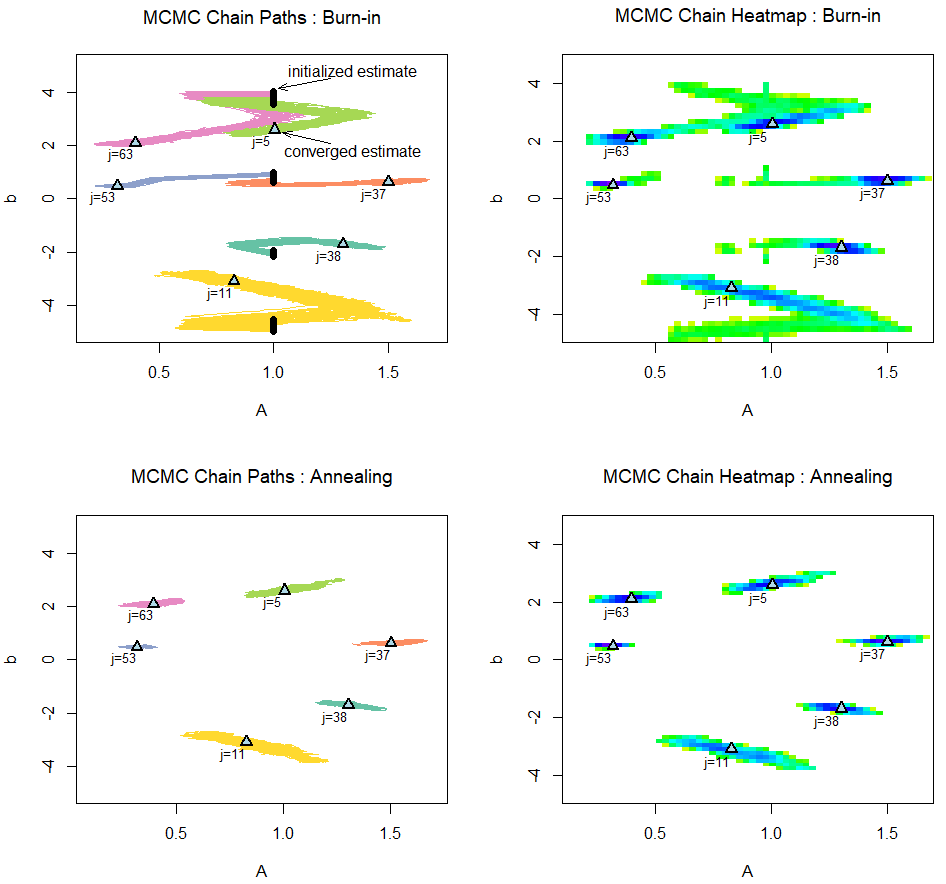 MCMC Chain Paths : Burn-in
initialized estimate
j=63
j=5
converged estimate
j=53
j=37
j=38
j=11
4
2
0
-2
-4
b
0.5 1.0 1.5
A
MCMC Chain Heatmap : Burn-in
j=63
j=5
j=53
j=37
j=38
j=11
4
2
0
-2
-4
b
0.5 1.0 1.5
A
MCMC Chain Paths : Annealing
j=63
j=5
j=53
j=37
j=38
j=11
4
2
0
-2
-4
b
0.5 1.0 1.5
A
MCMC Chain Heatmap : Annealing
j=63
j=5
j=53
j=37
j=38
j=11
4
2
0
-2
-4
b
0.5 1.0 1.5
A